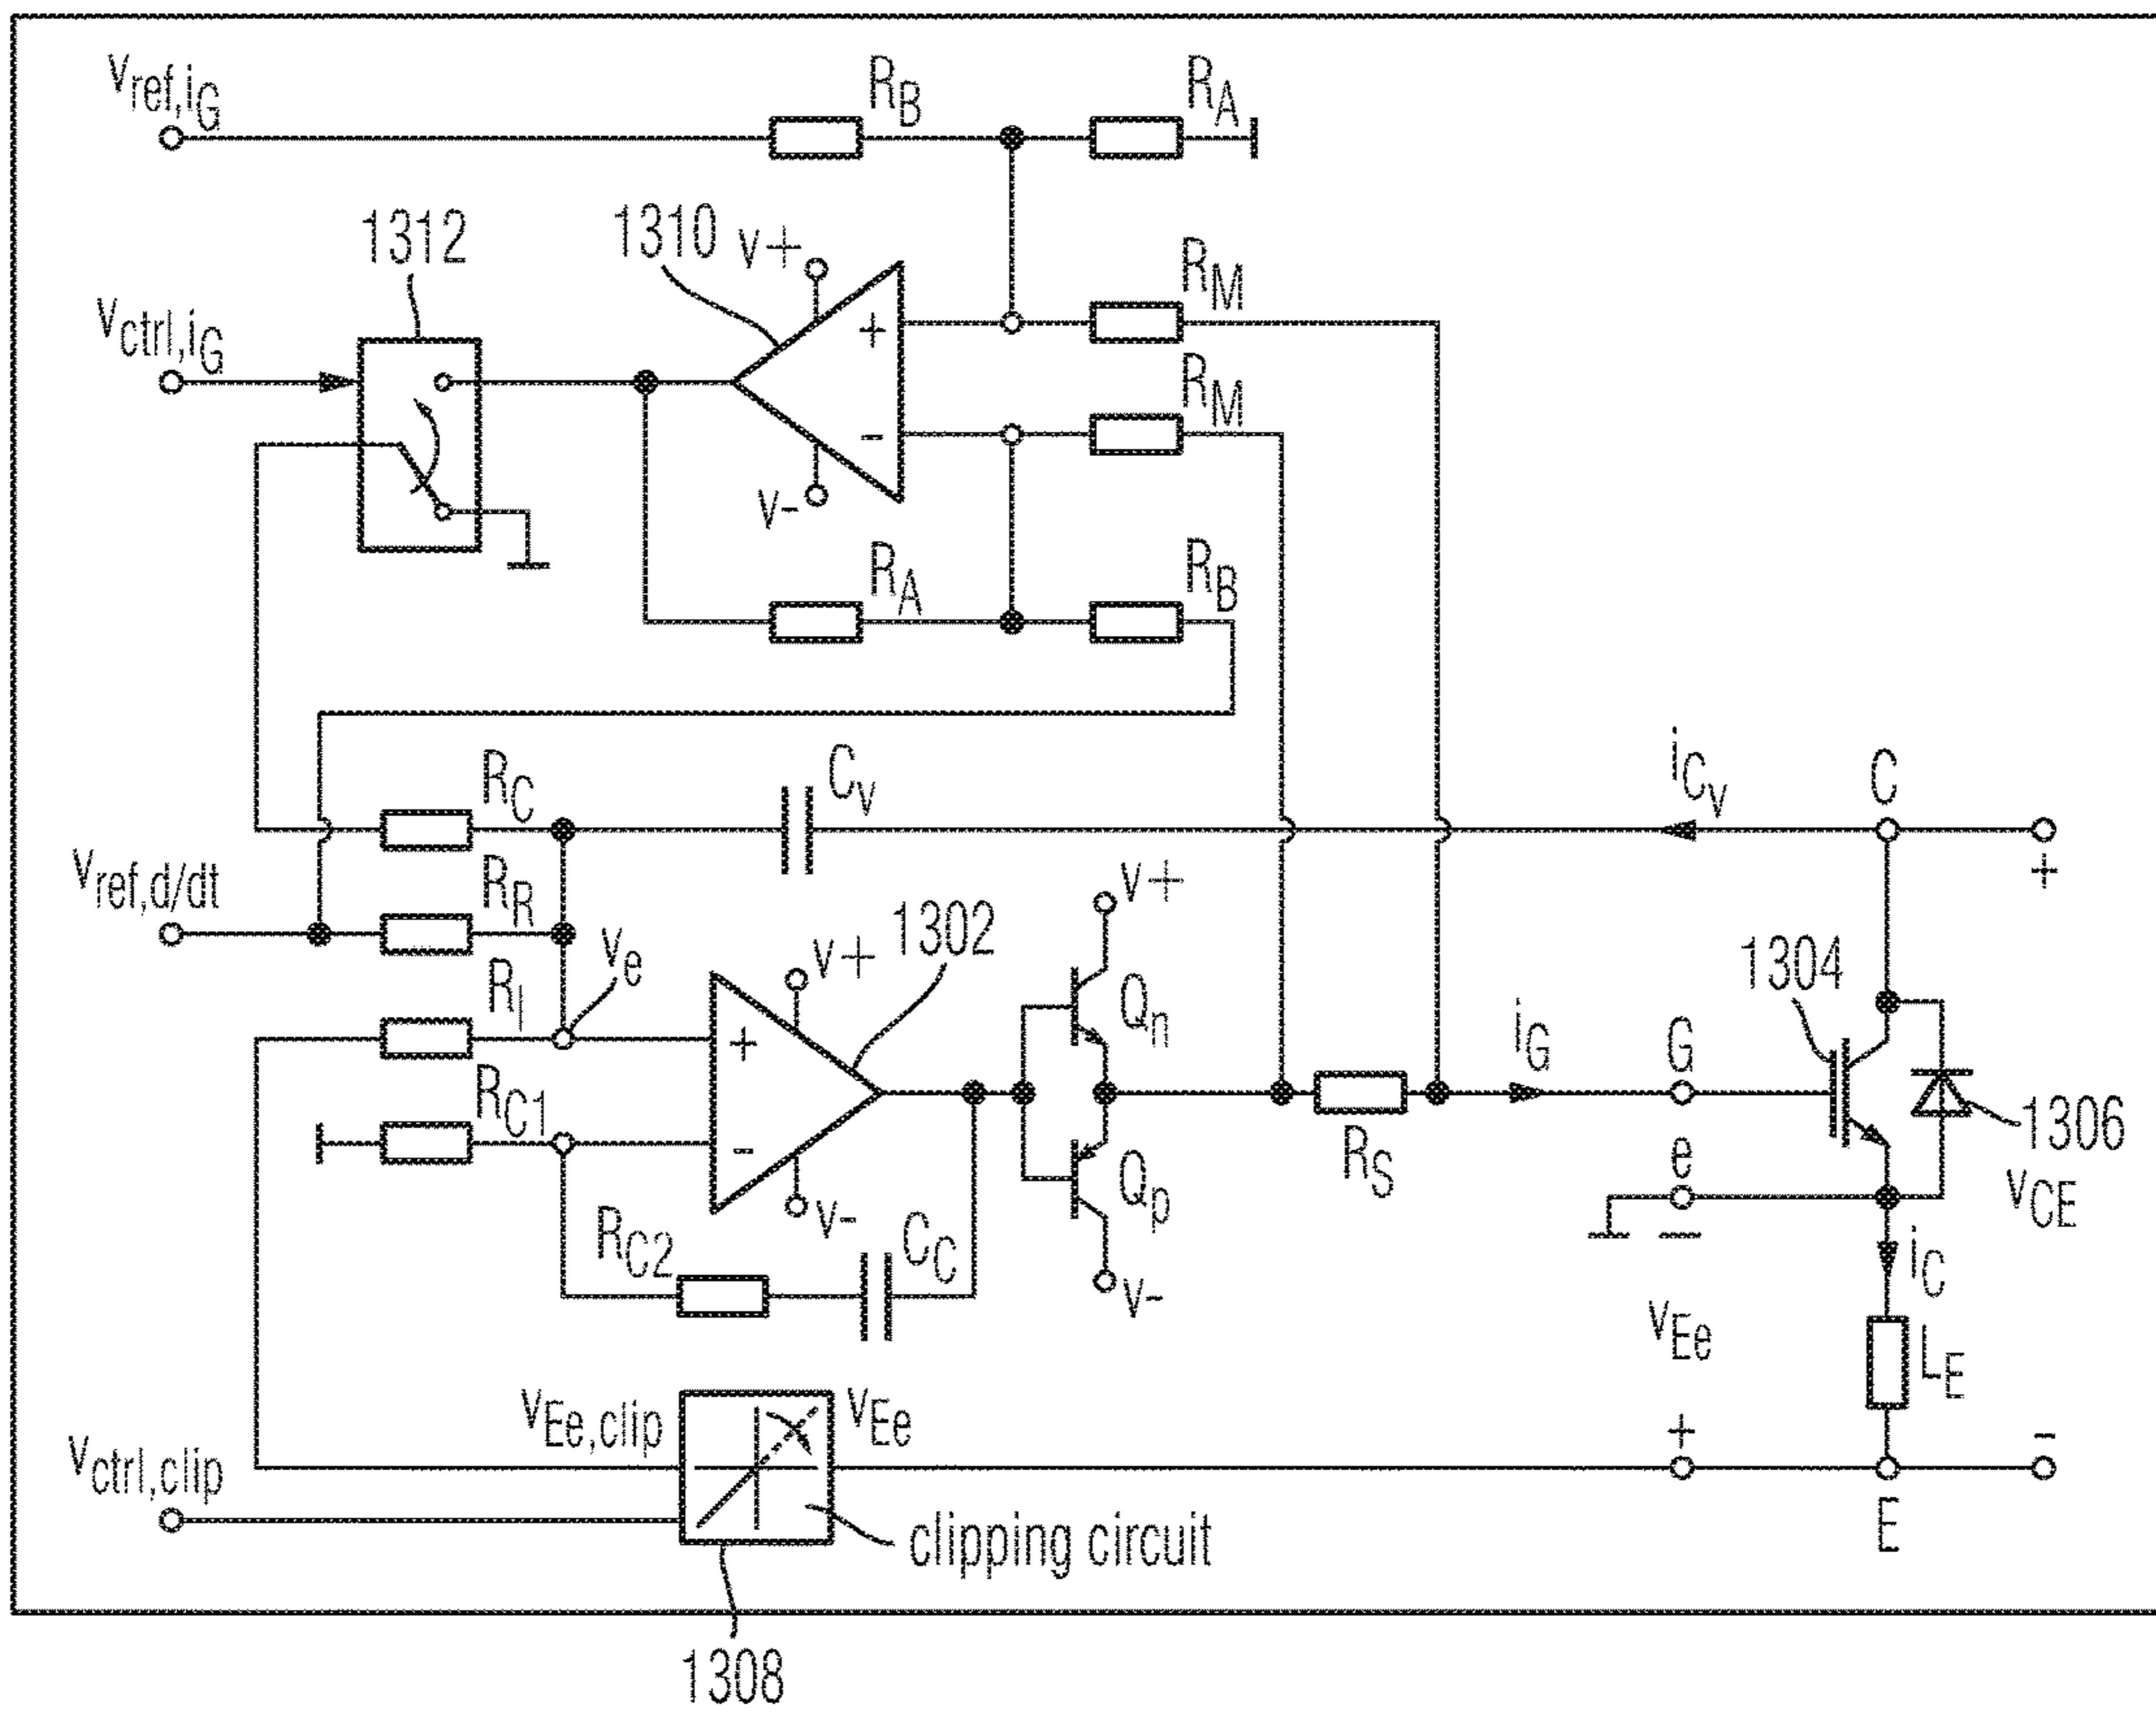 vref,iG
RB
RA
1312
1310
v+
RM
vctrl,iG
+
RM
-
v-
RA
RB
RC
Cv
iCv
C
vref,d/dt
RR
+
v+
ve
v+
1302
1304
RI
Qn
iG
G
+
RC1
1306
-
RS
e
vCE
Qp
RC2
v-
CC
–
iC
v-
vEe
LE
vEe,clip
vEe
+
-
vctrl,clip
clipping circuit
E
1308